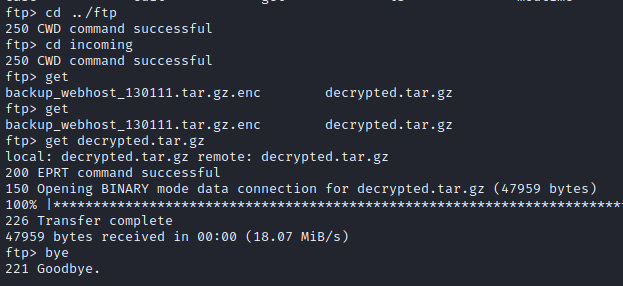 ftp> cd ../ftp
250 CWD command successful
ftp> cd incoming
250 CWD command successful
ftp> get
backup_webhost_130111.tar.gz.enc        decrypted.tar.gz
ftp> get
backup_webhost_130111.tar.gz.enc        decrypted.tar.gz
ftp> get decrypted.tar.gz
local: decrypted.tar.gz remote: decrypted.tar.gz
200 EPRT command successful
150 Opening BINARY mode data connection for decrypted.tar.gz (47959 bytes)
100% |***********************************************************************
226 Transfer complete
47959 bytes received in 00:00 (18.07 MiB/s)
ftp> bye
221 Goodbye.